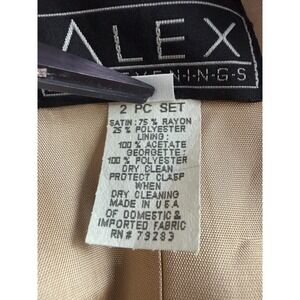 ALEX
EVENINGS
2 PC SET
SATIN: 75 % RAYON
25 % POLYESTER
LINING:
100 % ACETATE
GEORGETTE:
100 % POLYESTER
DRY CLEAN
PROTECT CLASP
WHEN
DRY CLEANING
MADE IN U.S.A
OF DOMESTIC &
IMPORTED FABRIC
RN# 79283